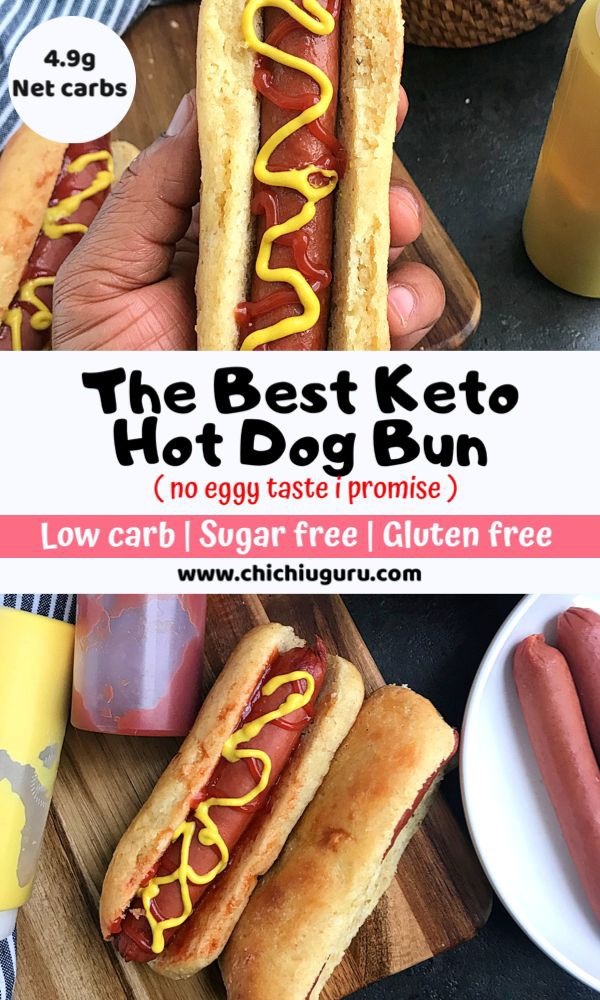 4.9g
Net carbs
The Best Keto
Hot Dog Bun
( no eggy taste i promise )
Low carb | Sugar free | Gluten free
www.chichiuguru.com